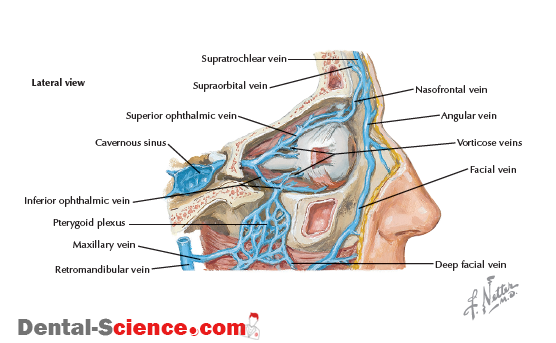 Lateral view
Supratrochlear vein
Supraorbital vein
Superior ophthalmic vein
Cavernous sinus
Inferior ophthalmic vein
Pterygoid plexus
Maxillary vein
Retromandibular vein
Nasofrontal vein
Angular vein
Vorticose veins
Facial vein
Deep facial vein
F. Netter
M.D.
Dental-Science.com